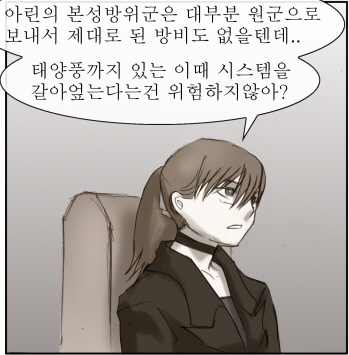 아린의 본성방위군은 대부분 원군으로
보내서 제대로 된 방비도 없을텐데..
태양풍까지 있는 이때 시스템을
갈아엎는다는건 위험하지않아?